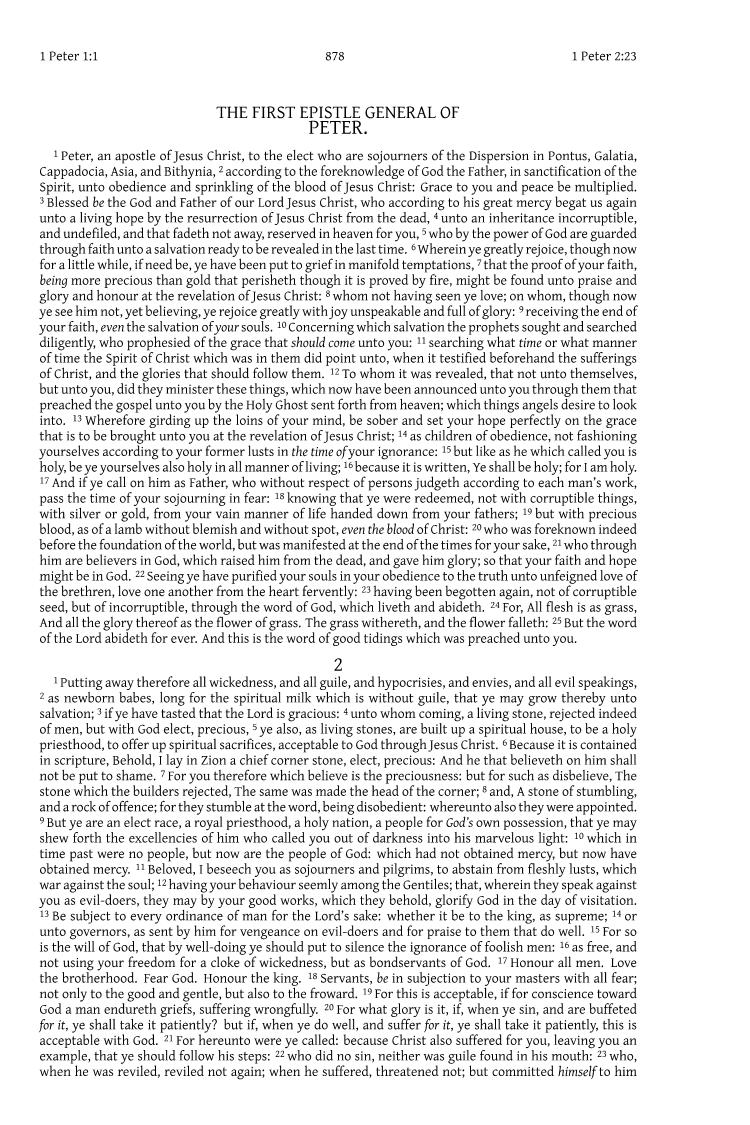 1 Peter 1:1 878 1 Peter 2:23
THE FIRST EPISTLE GENERAL OF
PETER.
1 Peter, an apostle of Jesus Christ, to the elect who are sojourners of the Dispersion in Pontus, Galatia,
Cappadocia, Asia, and Bithynia, 2 according to the foreknowledge of God the Father, in sanctification of the
Spirit, unto obedience and sprinkling of the blood of Jesus Christ: Grace to you and peace be multiplied.
3 Blessed be the God and Father of our Lord Jesus Christ, who according to his great mercy begat us again
unto a living hope by the resurrection of Jesus Christ from the dead, 4 unto an inheritance incorruptible,
and undefiled, and that fadeth not away, reserved in heaven for you, 5 who by the power of God are guarded
through faith unto a salvation ready to be revealed in the last time. 6 Wherein ye greatly rejoice, though now
for a little while, if need be, ye have been put to grief in manifold temptations, 7 that the proof of your faith,
being more precious than gold that perisheth though it is proved by fire, might be found unto praise and
glory and honour at the revelation of Jesus Christ: 8 whom not having seen ye love; on whom, though now
ye see him not, yet believing, ye rejoice greatly with joy unspeakable and full of glory: 9 receiving the end of
your faith, even the salvation of your souls. 10 Concerning which salvation the prophets sought and searched
diligently, who prophesied of the grace that should come unto you: 11 searching what time or what manner
of time the Spirit of Christ which was in them did point unto, when it testified beforehand the sufferings
of Christ, and the glories that should follow them. 12 To whom it was revealed, that not unto themselves,
but unto you, did they minister these things, which now have been announced unto you through them that
preached the gospel unto you by the Holy Ghost sent forth from heaven; which things angels desire to look
into. 13 Wherefore girding up the loins of your mind, be sober and set your hope perfectly on the grace
that is to be brought unto you at the revelation of Jesus Christ; 14 as children of obedience, not fashioning
yourselves according to your former lusts in the time of your ignorance: 15 but like as he which called you is
holy, be ye yourselves also holy in all manner of living; 16 because it is written, Ye shall be holy; for I am holy.
17 And if ye call on him as Father, who without respect of persons judgeth according to each man's work,
pass the time of your sojourning in fear: 18 knowing that ye were redeemed, not with corruptible things,
with silver or gold, from your vain manner of life handed down from your fathers; 19 but with precious
blood, as of a lamb without blemish and without spot, even the blood of Christ: 20 who was foreknown indeed
before the foundation of the world, but was manifested at the end of the times for your sake, 21 who through
him are believers in God, which raised him from the dead, and gave him glory; so that your faith and hope
might be in God. 22 Seeing ye have purified your souls in your obedience to the truth unto unfeigned love of
the brethren, love one another from the heart fervently: 23 having been begotten again, not of corruptible
seed, but of incorruptible, through the word of God, which liveth and abideth. 24 For, All flesh is as grass,
And all the glory thereof as the flower of grass. The grass withereth, and the flower falleth: 25 But the word
of the Lord abideth for ever. And this is the word of good tidings which was preached unto you.
2
1 Putting away therefore all wickedness, and all guile, and hypocrisies, and envies, and all evil speakings,
2 as newborn babes, long for the spiritual milk which is without guile, that ye may grow thereby unto
salvation; 3 if ye have tasted that the Lord is gracious: 4 unto whom coming, a living stone, rejected indeed
of men, but with God elect, precious, 5 ye also, as living stones, are built up a spiritual house, to be a holy
priesthood, to offer up spiritual sacrifices, acceptable to God through Jesus Christ. 6 Because it is contained
in scripture, Behold, I lay in Zion a chief corner stone, elect, precious: And he that believeth on him shall
not be put to shame. 7 For you therefore which believe is the preciousness: but for such as disbelieve, The
stone which the builders rejected, The same was made the head of the corner; 8 and, A stone of stumbling,
and a rock of offence; for they stumble at the word, being disobedient: whereunto also they were appointed.
9 But ye are an elect race, a royal priesthood, a holy nation, a people for God's own possession, that ye may
shew forth the excellencies of him who called you out of darkness into his marvelous light: 10 which in
time past were no people, but now are the people of God: which had not obtained mercy, but now have
obtained mercy. 11 Beloved, I beseech you as sojourners and pilgrims, to abstain from fleshly lusts, which
war against the soul; 12 having your behaviour seemly among the Gentiles; that, wherein they speak against
you as evil-doers, they may by your good works, which they behold, glorify God in the day of visitation.
13 Be subject to every ordinance of man for the Lord's sake: whether it be to the king, as supreme; 14 or
unto governors, as sent by him for vengeance on evil-doers and for praise to them that do well. 15 For so
is the will of God, that by well-doing ye should put to silence the ignorance of foolish men: 16 as free, and
not using your freedom for a cloke of wickedness, but as bondservants of God. 17 Honour all men. Love
the brotherhood. Fear God. Honour the king. 18 Servants, be in subjection to your masters with all fear;
not only to the good and gentle, but also to the froward. 19 For this is acceptable, if for conscience toward
God a man endureth griefs, suffering wrongfully. 20 For what glory is it, if, when ye sin, and are buffeted
for it, ye shall take it patiently? but if, when ye do well, and suffer for it, ye shall take it patiently, this is
acceptable with God. 21 For hereunto were ye called: because Christ also suffered for you, leaving you an
example, that ye should follow his steps: 22 who did no sin, neither was guile found in his mouth: 23 who,
when he was reviled, reviled not again; when he suffered, threatened not; but committed himself to him